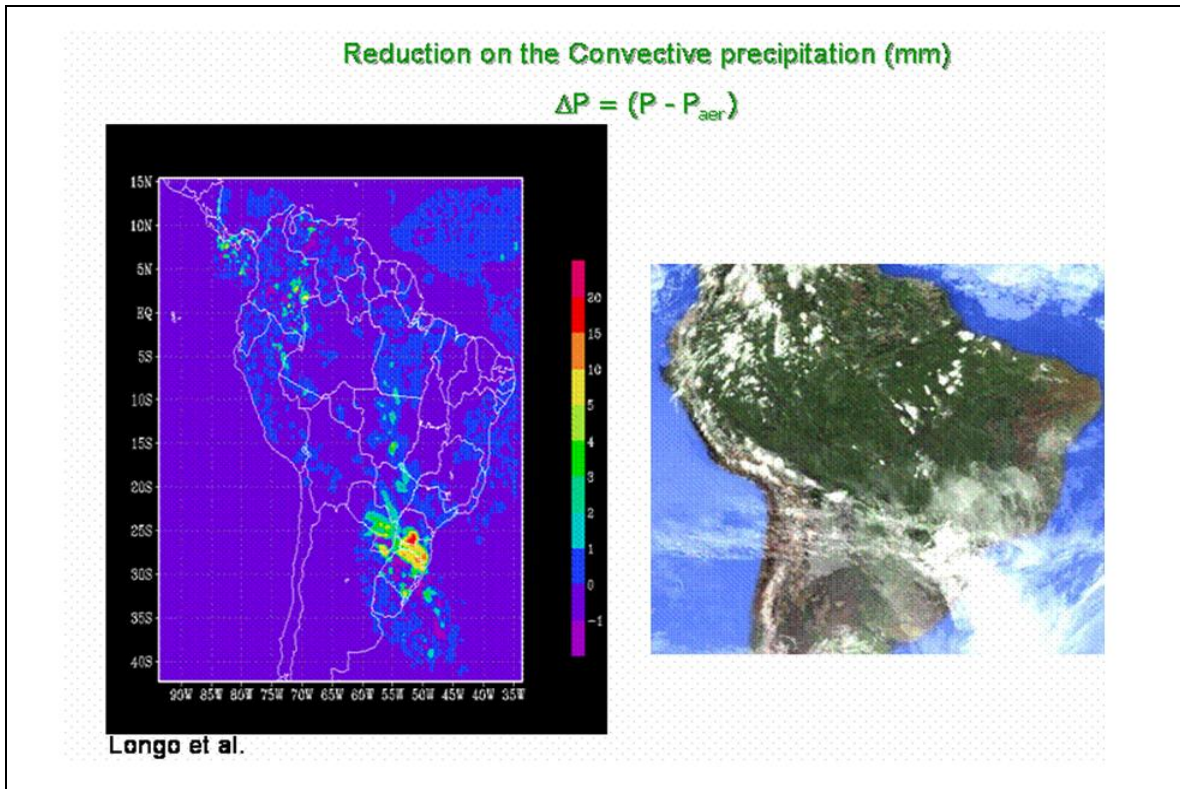 Reduction on the Convective precipitation (mm)
ΔP = (P - Paer)
15N
10N
5N
EQ
5S
10S
15S
20S
25S
30S
35S
40S
90W 85W 80W 75W 70W 65W 60W 55W 50W 45W 40W 35W
20
15
10
5
4
3
2
1
0
-1
Longo et al.